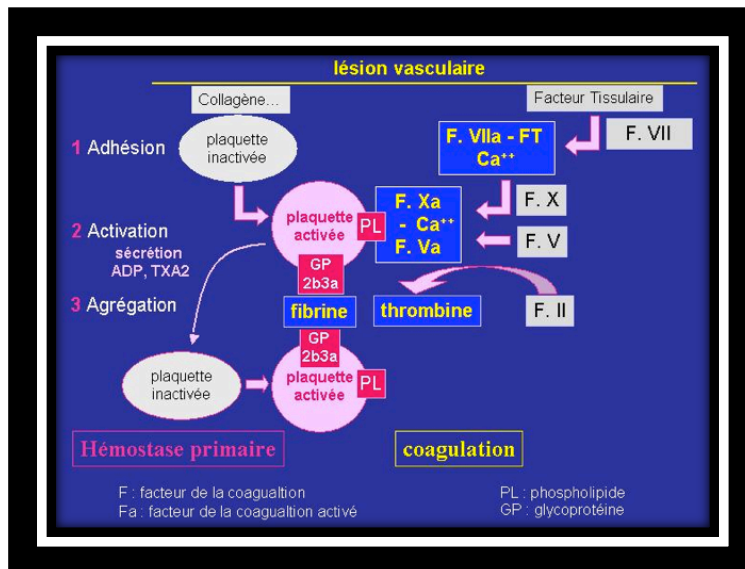 lésion vasculaire
Collagène...
Facteur Tissulaire
1 Adhésion
plaquette
inactivée
F. VIIa - FT
Ca++
F. VII
2 Activation
sécrétion
ADP, TXA2
plaquette
activée
PL
F. Xa
- Ca++
F. Va
F. X
F. V
GP
2b3a
3 Agrégation
fibrine
thrombine
F. II
GP
2b3a
plaquette
inactivée
plaquette
activée
PL
Hémostase primaire
coagulation
F : facteur de la coagualtion
Fa : facteur de la coagualtion activé
PL : phospholipide
GP : glycoprotéine